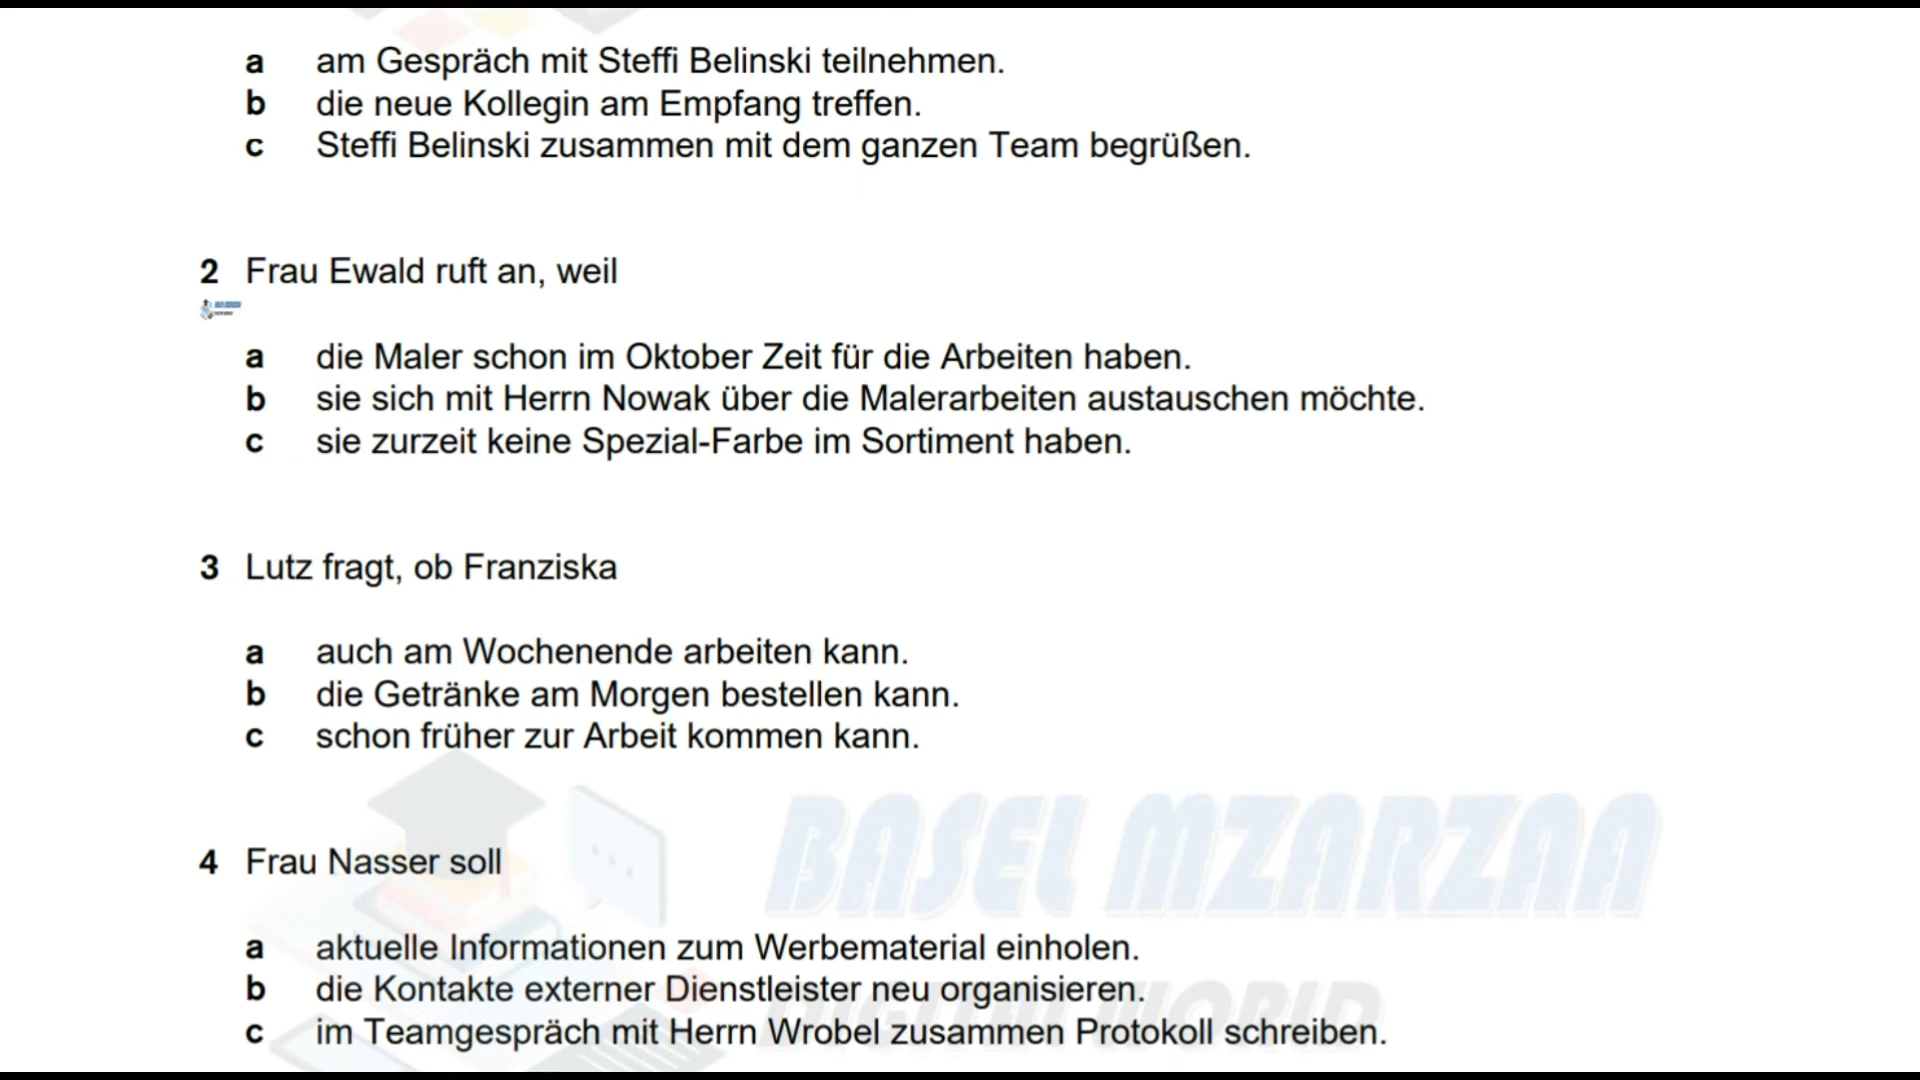 a am Gespräch mit Steffi Belinski teilnehmen.
b die neue Kollegin am Empfang treffen.
c Steffi Belinski zusammen mit dem ganzen Team begrüßen.
2 Frau Ewald ruft an, weil
a die Maler schon im Oktober Zeit für die Arbeiten haben.
b sie sich mit Herrn Nowak über die Malerarbeiten austauschen möchte.
c sie zurzeit keine Spezial-Farbe im Sortiment haben.
3 Lutz fragt, ob Franziska
a auch am Wochenende arbeiten kann.
b die Getränke am Morgen bestellen kann.
c schon früher zur Arbeit kommen kann.
BASEL MZARZAA
4 Frau Nasser soll
a aktuelle Informationen zum Werbematerial einholen.
b die Kontakte externer Dienstleister neu organisieren.
DIGITAL WORLD
c im Teamgespräch mit Herrn Wrobel zusammen Protokoll schreiben.